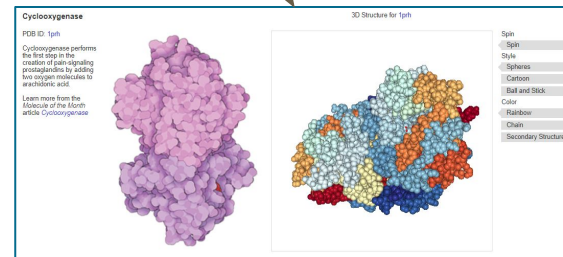 Cyclooxygenase
PDB ID: 1prh
Cyclooxygenase performs
the first step in the
creation of pain-signaling
prostaglandins by adding
two oxygen molecules to
arachidonic acid.
Learn more from the
Molecule of the Month
article Cyclooxygenase
3D Structure for 1prh
Spin
Spin
Style
Spheres
Cartoon
Ball and Stick
Color
Rainbow
Chain
Secondary Structure